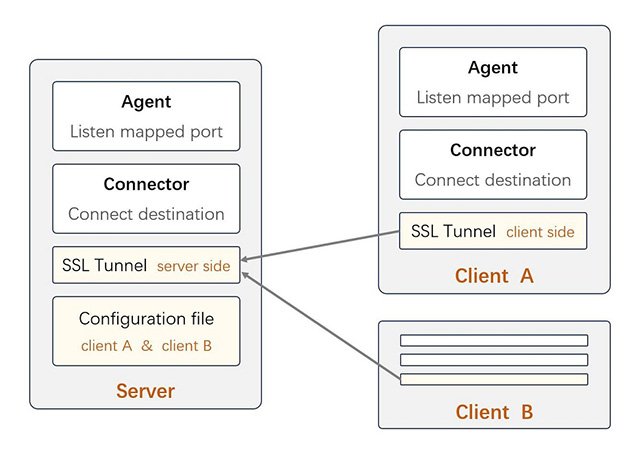 Agent
Listen mapped port
Connector
Connect destination
SSL Tunnel server side
Configuration file
client A & client B
Server
Agent
Listen mapped port
Connector
Connect destination
SSL Tunnel client side
Client A
Client B